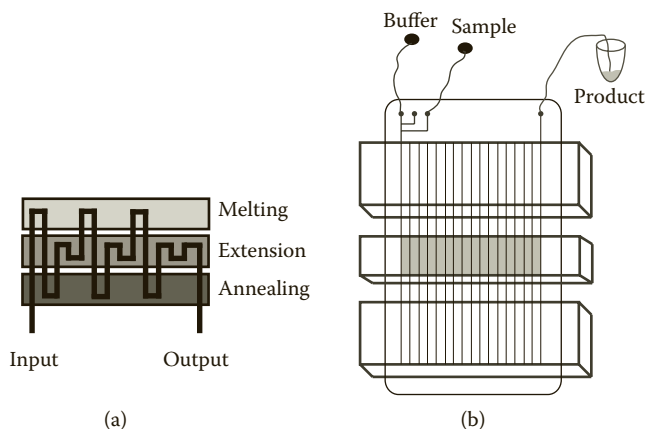 Buffer
Sample
Product
Melting
Extension
Annealing
Input
Output
(a)
(b)